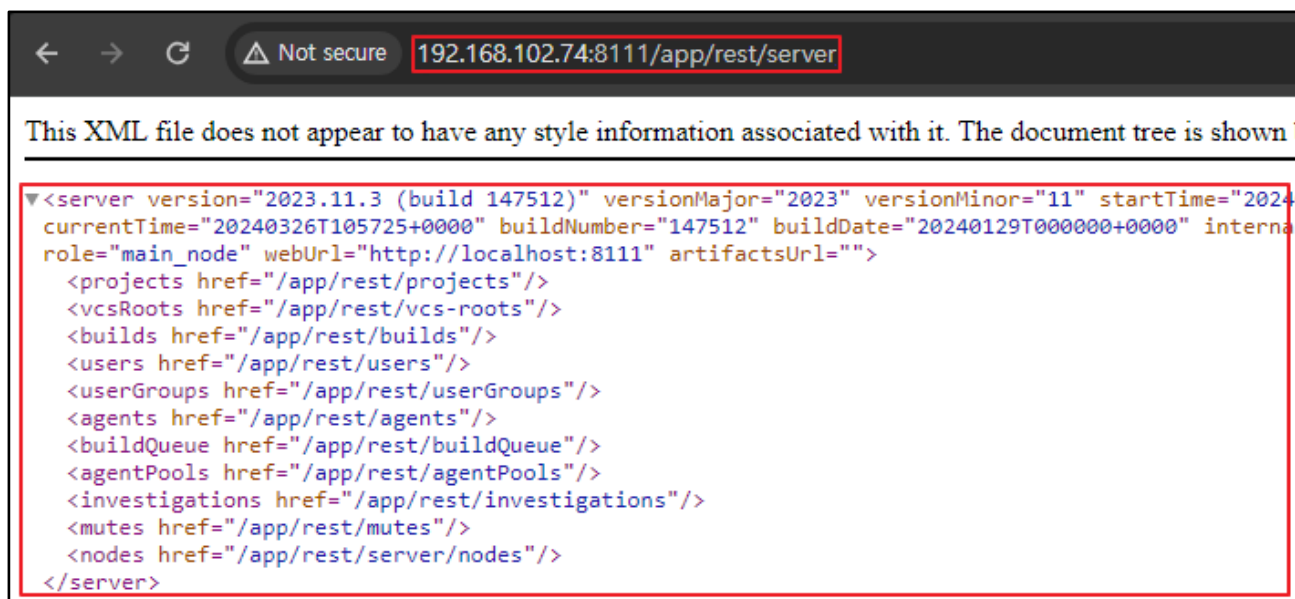 Not secure 192.168.102.74:8111/app/rest/server
This XML file does not appear to have any style information associated with it. The document tree is shown
▼<server version="2023.11.3 (build 147512)" versionMajor="2023" versionMinor="11" startTime="2024
currentTime="20240326T105725+0000" buildNumber="147512" buildDate="20240129T000000+0000" interna
role="main_node" webUrl="http://localhost:8111" artifactsUrl="">
<projects href="/app/rest/projects"/>
<vcsRoots href="/app/rest/vcs-roots"/>
<builds href="/app/rest/builds"/>
<users href="/app/rest/users"/>
<userGroups href="/app/rest/userGroups"/>
<agents href="/app/rest/agents"/>
<buildQueue href="/app/rest/buildQueue"/>
<agentPools href="/app/rest/agentPools"/>
<investigations href="/app/rest/investigations"/>
<mutes href="/app/rest/mutes"/>
<nodes href="/app/rest/server/nodes"/>
</server>